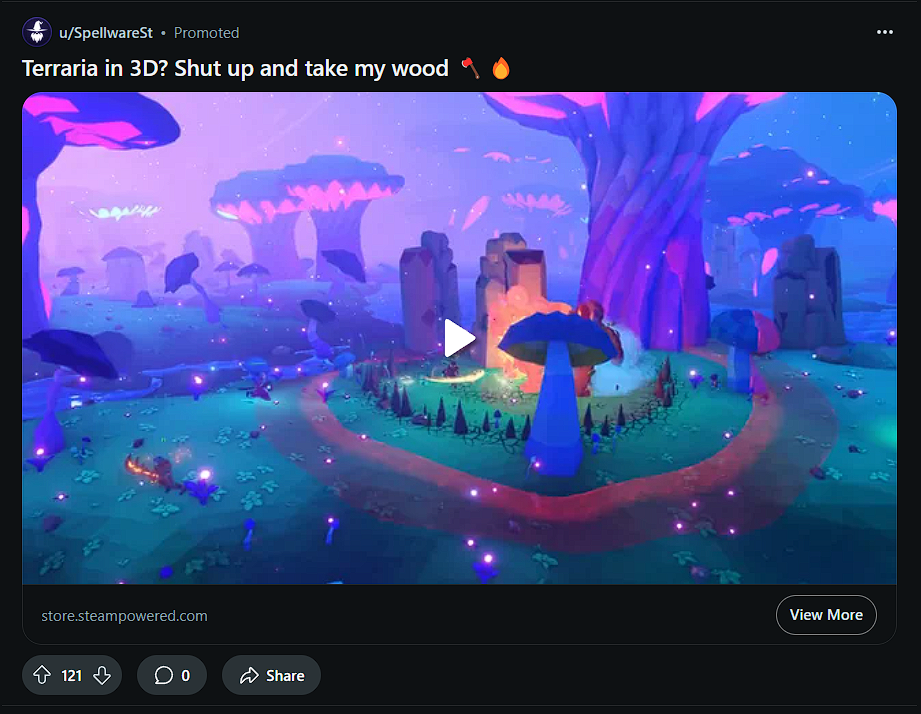 u/SpellwareSt • Promoted
Terraria in 3D? Shut up and take my wood 🪓 🔥
store.steampowered.com
View More
121
0
Share